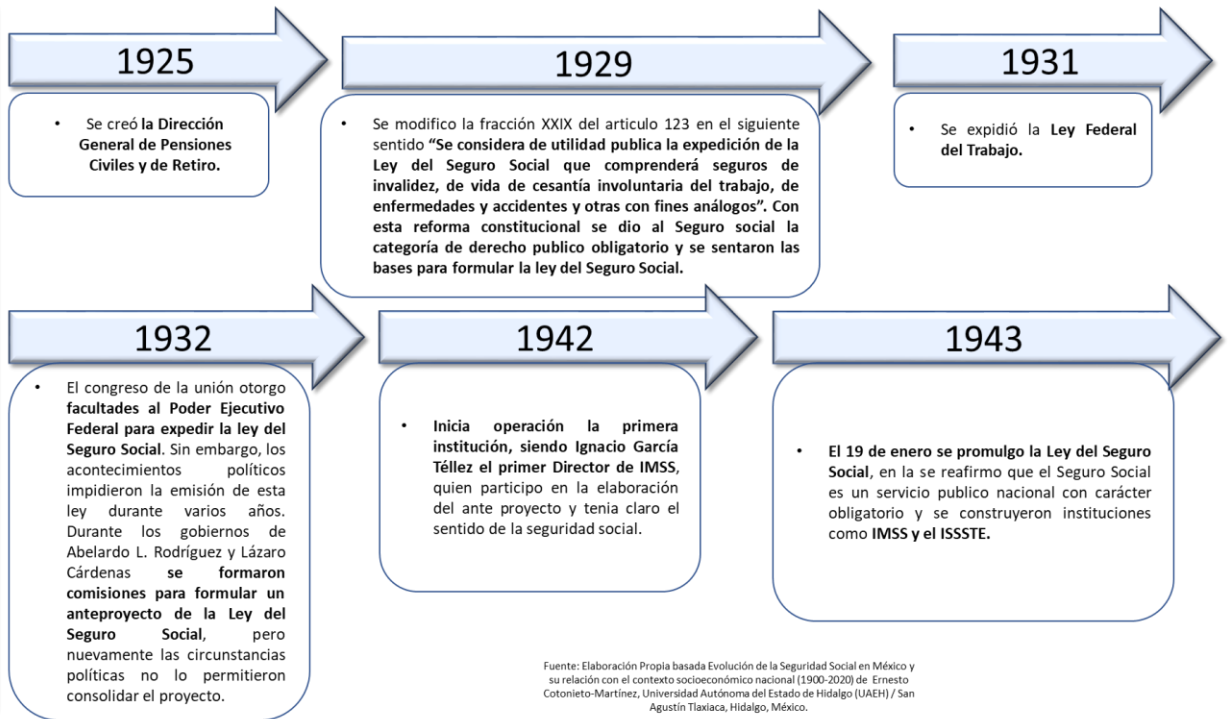 1925
• Se creó la Dirección
General de Pensiones
Civiles y de Retiro.
1929
• Se modifico la fracción XXIX del articulo 123 en el siguiente
sentido “Se considera de utilidad publica la expedición de la
Ley del Seguro Social que comprenderá seguros de
invalidez, de vida de cesantía involuntaria del trabajo, de
enfermedades y accidentes y otras con fines análogos”. Con
esta reforma constitucional se dio al Seguro social la
categoría de derecho publico obligatorio y se sentaron las
bases para formular la ley del Seguro Social.
1931
• Se expidió la Ley Federal
del Trabajo.
1932
• El congreso de la unión otorgo
facultades al Poder Ejecutivo
Federal para expedir la ley del
Seguro Social. Sin embargo, los
acontecimientos políticos
impidieron la emisión de esta
ley durante varios años.
Durante los gobiernos de
Abelardo L. Rodríguez y Lázaro
Cárdenas se formaron
comisiones para formular un
anteproyecto de la Ley del
Seguro Social, pero
nuevamente las circunstancias
políticas no lo permitieron
consolidar el proyecto.
1942
• Inicia operación la primera
institución, siendo Ignacio García
Téllez el primer Director de IMSS,
quien participo en la elaboración
del ante proyecto y tenia claro el
sentido de la seguridad social.
1943
• El 19 de enero se promulgo la Ley del Seguro
Social, en la se reafirmo que el Seguro Social
es un servicio publico nacional con carácter
obligatorio y se construyeron instituciones
como IMSS y el ISSSTE.
Fuente: Elaboración Propia basada Evolución de la Seguridad Social en México y
su relación con el contexto socioeconómico nacional (1900-2020) de Ernesto
Cotonieto-Martínez, Universidad Autónoma del Estado de Hidalgo (UAEH) / San
Agustín Tlaxiaca, Hidalgo, México.